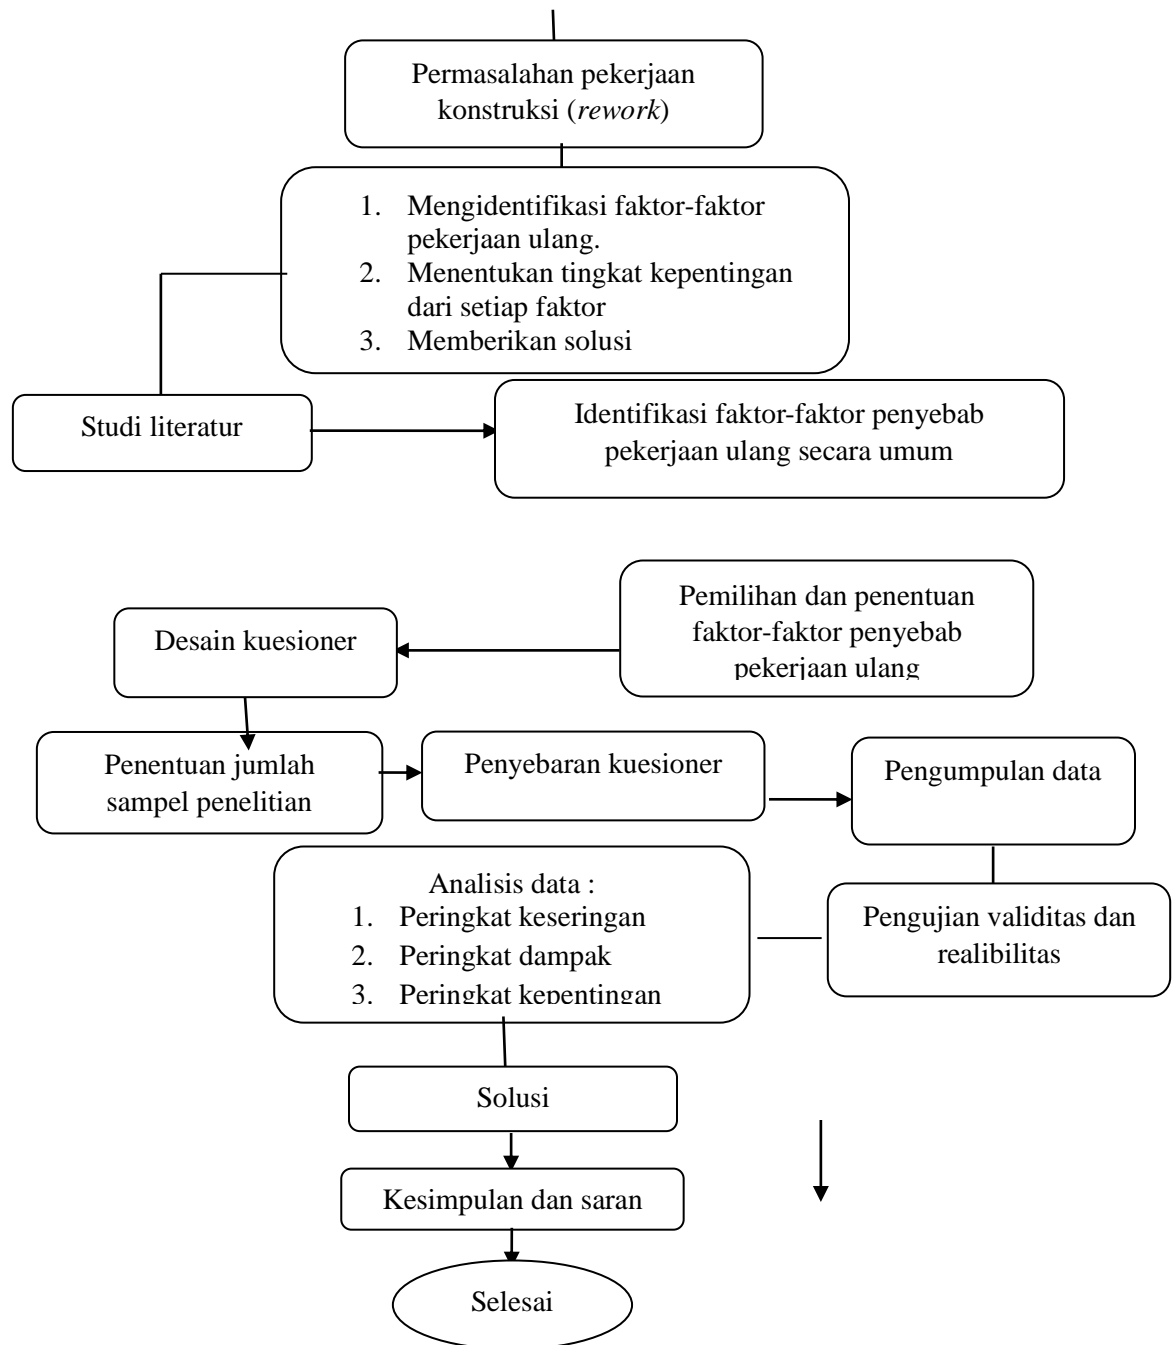 Permasalahan pekerjaan
konstruksi (rework)
1. Mengidentifikasi faktor-faktor
pekerjaan ulang.
2. Menentukan tingkat kepentingan
dari setiap faktor
3. Memberikan solusi
Studi literatur
Identifikasi faktor-faktor penyebab
pekerjaan ulang secara umum
Pemilihan dan penentuan
faktor-faktor penyebab
pekerjaan ulang
Desain kuesioner
Penentuan jumlah
sampel penelitian
Penyebaran kuesioner
Pengumpulan data
Pengujian validitas dan
realibilitas
Analisis data :
1. Peringkat keseringan
2. Peringkat dampak
3. Peringkat kepentingan
Solusi
Kesimpulan dan saran
Selesai